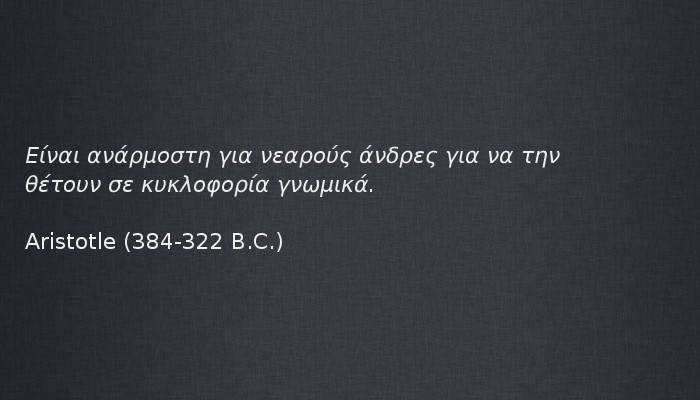 Είναι ανάρμοστη για νεαρούς άνδρες για να την
θέτουν σε κυκλοφορία γνωμικά.
Aristotle (384-322 B.C.)